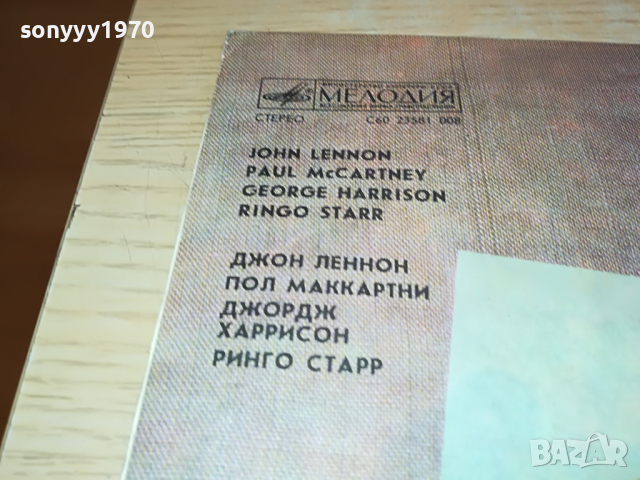 sonyyy1970
МЕЛОДИЯ
СТЕРЕО С60 23581 008
JOHN LENNON
PAUL McCARTNEY
GEORGE HARRISON
RINGO STARR
ДЖОН ЛЕННОН
ПОЛ МАККАРТНИ
ДЖОРДЖ
ХАРРИСОН
РИНГО СТАРР
BAZAR